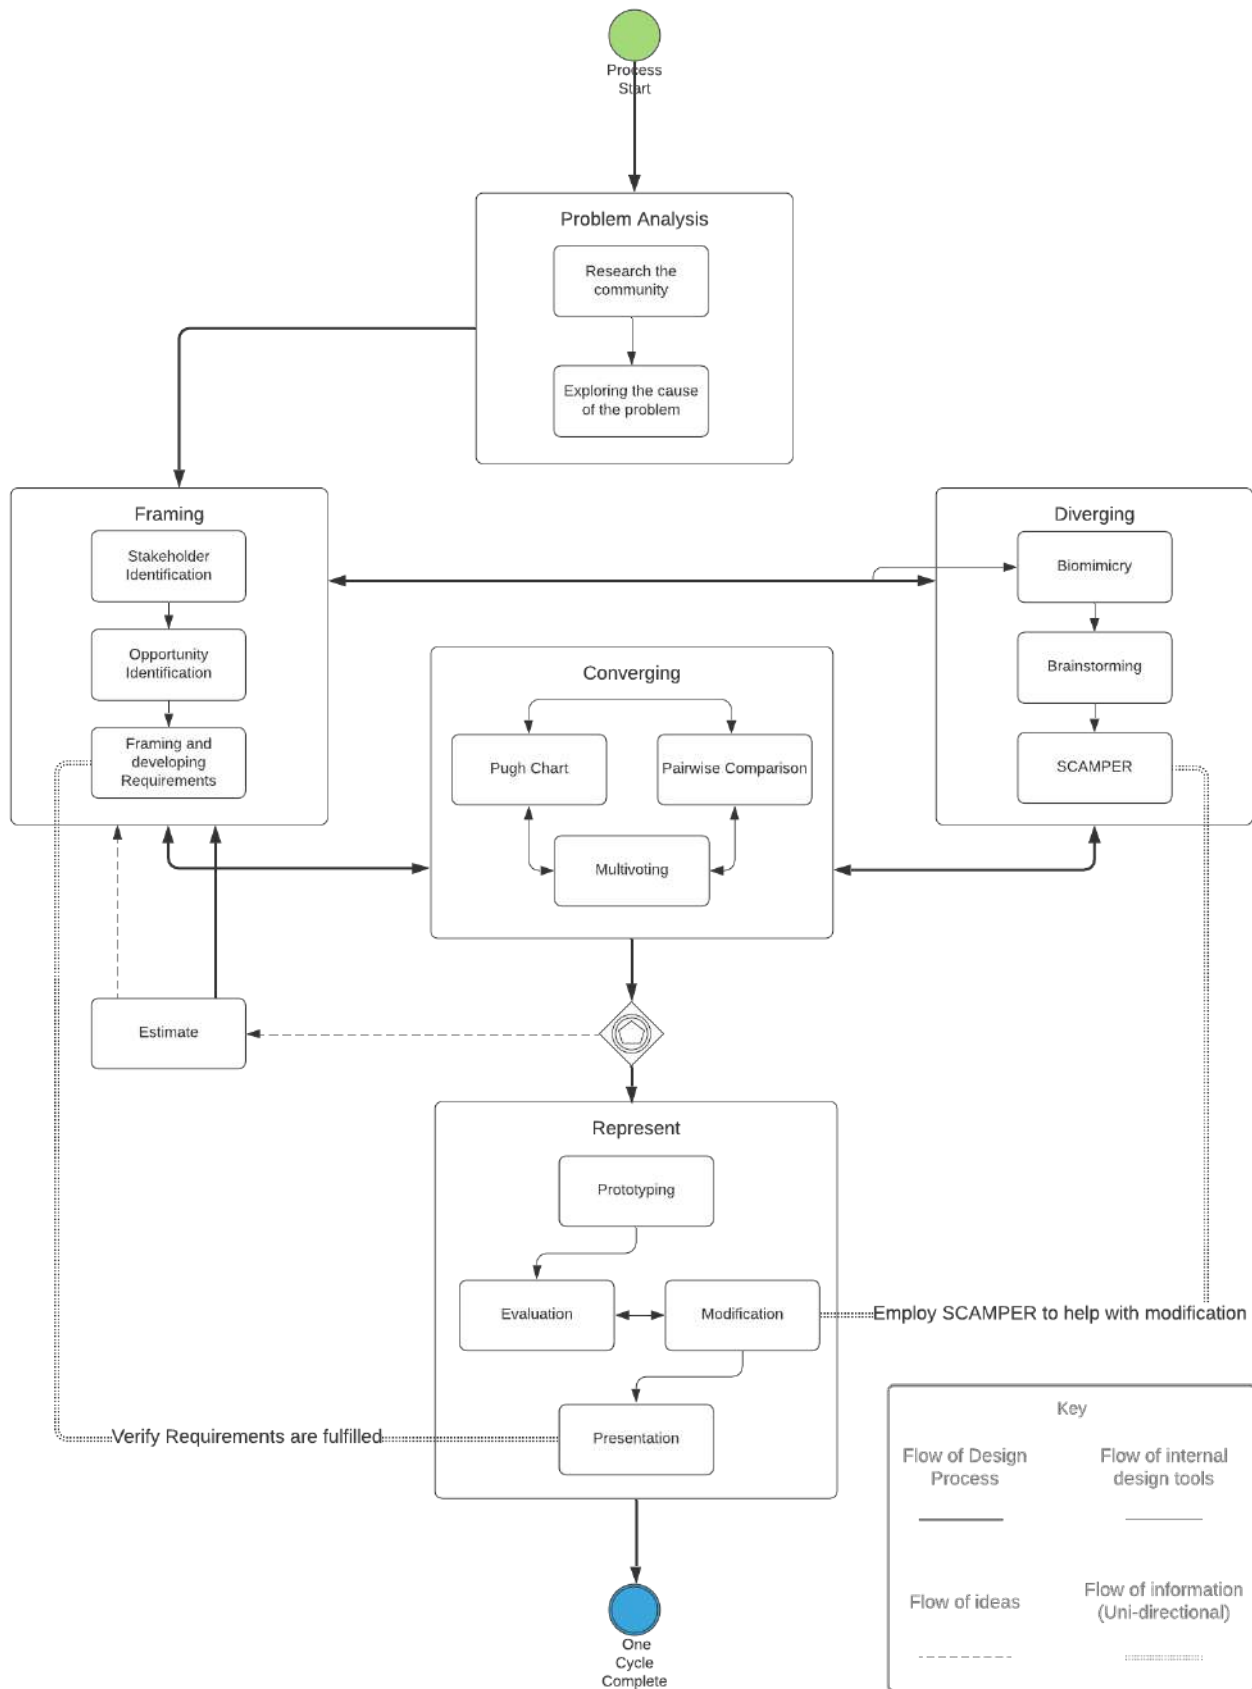 Process
Start
Problem Analysis
Research the
community
Exploring the cause
of the problem
Framing
Stakeholder
Identification
Opportunity
Identification
Framing and
developing
Requirements
Diverging
Biomimicry
Brainstorming
SCAMPER
Converging
Pugh Chart
Pairwise Comparison
Multivoting
Estimate
Represent
Prototyping
Evaluation
Modification
Employ SCAMPER to help with modification
Verify Requirements are fulfilled
Presentation
One
Cycle
Complete
Key
Flow of Design
Process
Flow of internal
design tools
Flow of ideas
Flow of information
(Uni-directional)